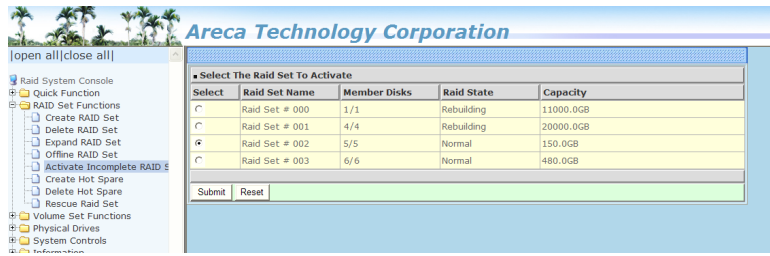 Areca Technology Corporation
|open all|close all|
Raid System Console
Quick Function
RAID Set Functions
Create RAID Set
Delete RAID Set
Expand RAID Set
Offline RAID Set
Activate Incomplete RAID S
Create Hot Spare
Delete Hot Spare
Rescue Raid Set
Volume Set Functions
Physical Drives
System Controls
Information
Select The Raid Set To Activate
Select Raid Set Name Member Disks Raid State Capacity
Raid Set # 000 1/1 Rebuilding 11000.0GB
Raid Set # 001 4/4 Rebuilding 20000.0GB
Raid Set # 002 5/5 Normal 150.0GB
Raid Set # 003 6/6 Normal 480.0GB
Submit Reset